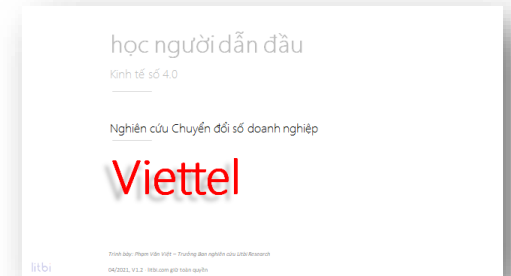 học người dẫn đầu
Kinh tế số 4.0
Nghiên cứu Chuyển đổi số doanh nghiệp
Viettel
Trình bày: Phạm Văn Việt – Trưởng Ban nghiên cứu Litbi Research
litbi
04/2021, V1.2 - litbi.com giữ toàn quyền